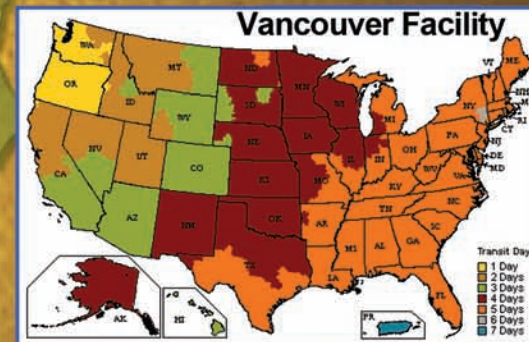 Vancouver Facility
WA
OR
MT
ID
WY
NV
UT
CO
CA
AZ
NM
ND
SD
NE
KS
OK
TX
MN
WI
IA
IL
MO
IN
MI
OH
KY
TN
AR
LA
MS
AL
GA
FL
SC
NC
VA
WV
PA
NY
VT
ME
NH
CT
RI
NJ
DE
MD
AK
HI
PR
Transit Day
1 Day
2 Days
3 Days
4 Days
5 Days
6 Days
7 Days